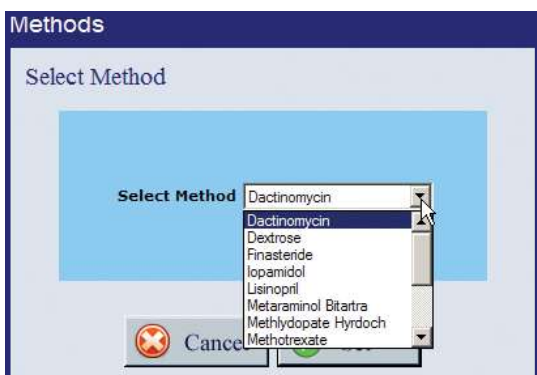 Methods
Select Method
Select Method Dactinomycin
Dactinomycin
Dextrose
Finasteride
Iopamidol
Lisinopril
Metaraminol Bitartra
Methlydopate Hyrdoch
Methotrexate
Cance